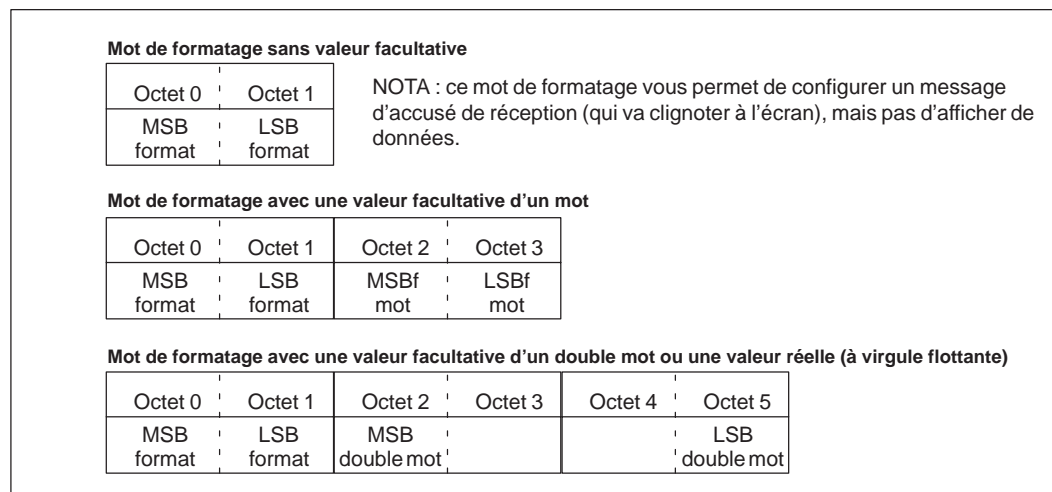 Mot de formatage sans valeur facultative
Octet 0 Octet 1
MSB LSB
format format
NOTA : ce mot de formatage vous permet de configurer un message
d'accusé de réception (qui va clignoter à l'écran), mais pas d'afficher de
données.
Mot de formatage avec une valeur facultative d'un mot
Octet 0 Octet 1 Octet 2 Octet 3
MSB LSB MSBf LSBf
format format mot mot
Mot de formatage avec une valeur facultative d'un double mot ou une valeur réelle (à virgule flottante)
Octet 0 Octet 1 Octet 2 Octet 3 Octet 4 Octet 5
MSB LSB MSB LSB
format format double mot double mot